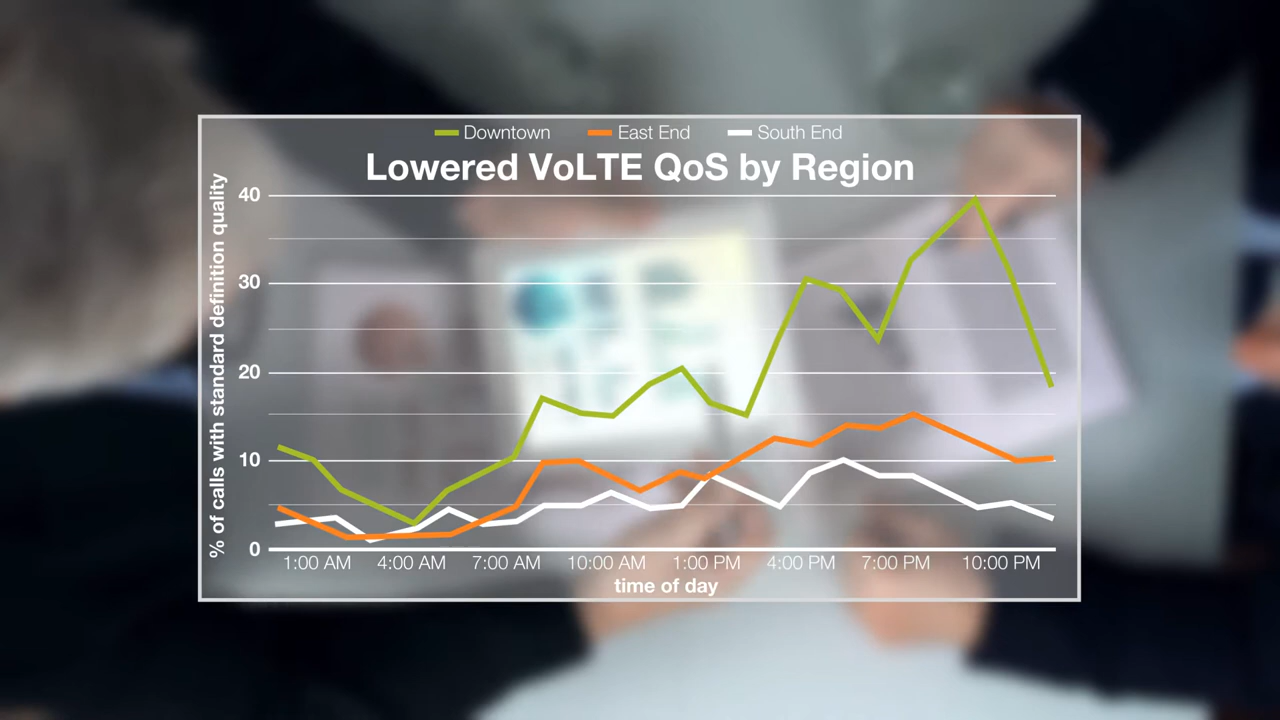 Downtown East End South End
Lowered VoLTE QoS by Region
% of calls with standard definition quality
40
30
20
10
0
1:00 AM 4:00 AM 7:00 AM 10:00 AM 1:00 PM 4:00 PM 7:00 PM 10:00 PM
time of day